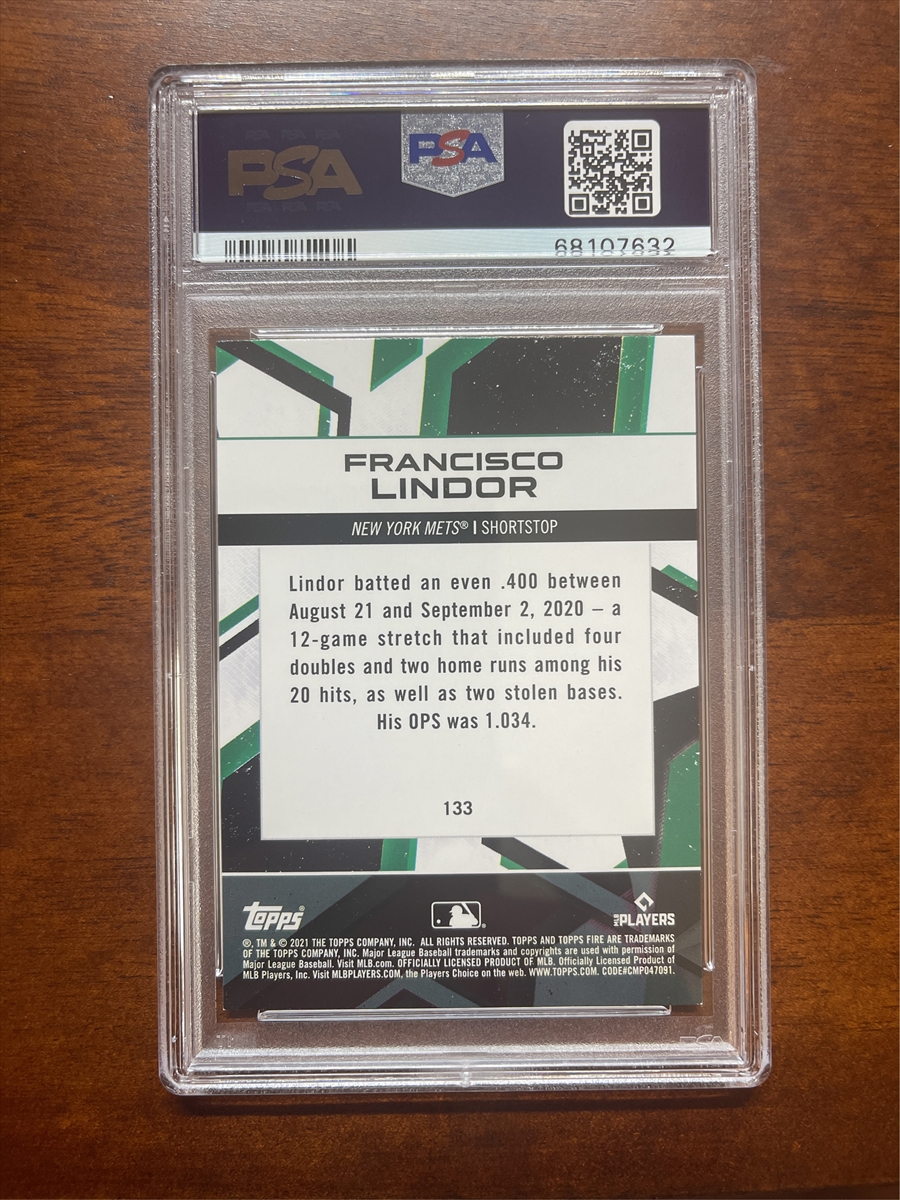 PSA PSA
68107632
FRANCISCO
LINDOR
NEW YORK METS® | SHORTSTOP
Lindor batted an even .400 between
August 21 and September 2, 2020 – a
12-game stretch that included four
doubles and two home runs among his
20 hits, as well as two stolen bases.
His OPS was 1.034.
133
Topps® PLAYERS
®, TM & © 2021 THE TOPPS COMPANY, INC. ALL RIGHTS RESERVED. TOPPS AND TOPPS FIRE ARE TRADEMARKS
OF THE TOPPS COMPANY, INC. Major League Baseball trademarks and copyrights are used with permission of
Major League Baseball. Visit MLB.com. OFFICIALLY LICENSED PRODUCT OF MLB. Officially Licensed Product of
MLB Players, Inc. Visit MLBPLAYERS.COM, the Players Choice on the web. WWW.TOPPS.COM. CODE#CMP047091.